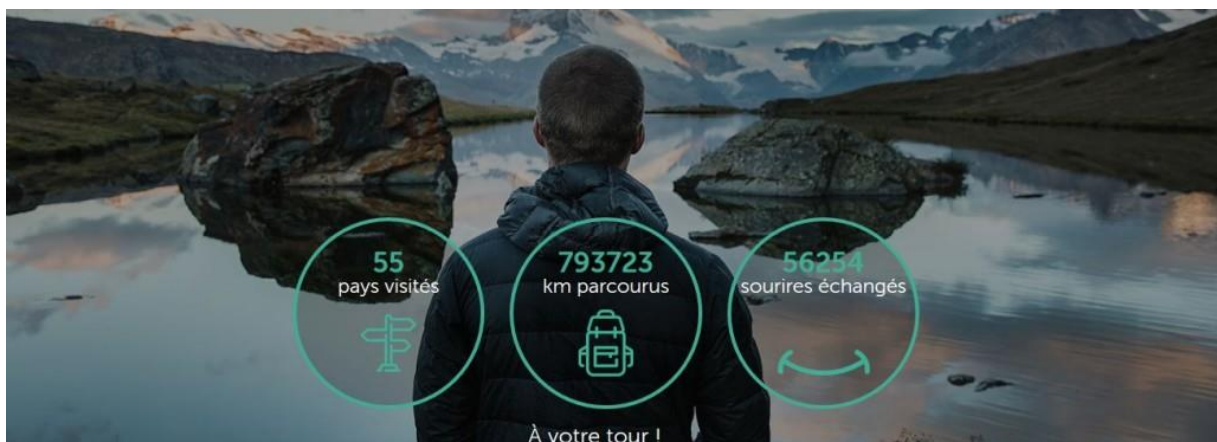 55
pays visités
793723
km parcourus
56254
sourires échangés
À votre tour !